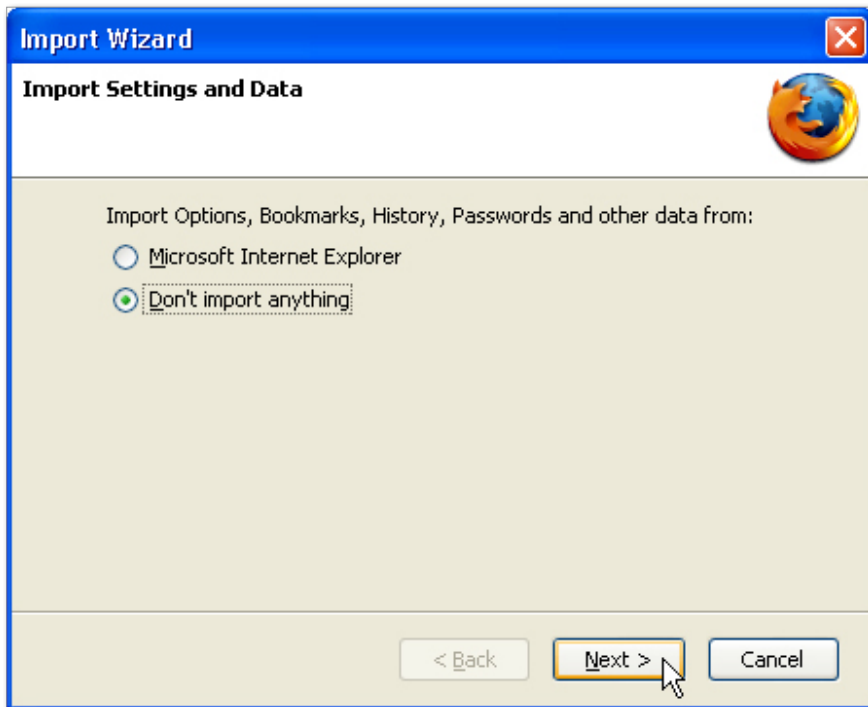 Import Wizard
Import Settings and Data
Import Options, Bookmarks, History, Passwords and other data from:
Microsoft Internet Explorer
Don't import anything
< Back Next > Cancel